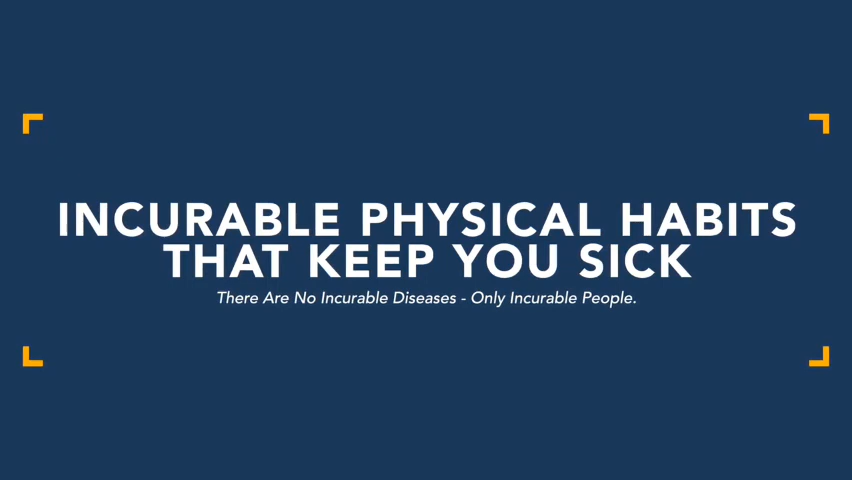 INCURABLE PHYSICAL HABITS
THAT KEEP YOU SICK
There Are No Incurable Diseases - Only Incurable People.